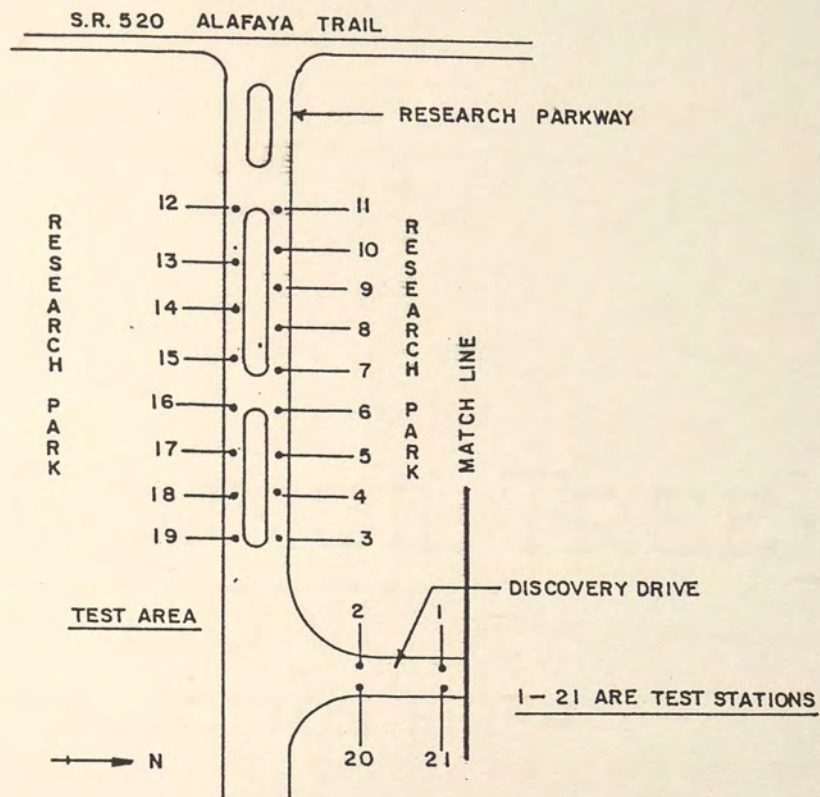 S.R. 520 ALAFAYA TRAIL
RESEARCH PARKWAY
12
11
RESEARCH PARK
RESEARCH PARK
10
13
9
14
8
15
7
MATCH LINE
16
6
17
5
18
4
19
3
DISCOVERY DRIVE
TEST AREA
2
1
1-21 ARE TEST STATIONS
N
20
21